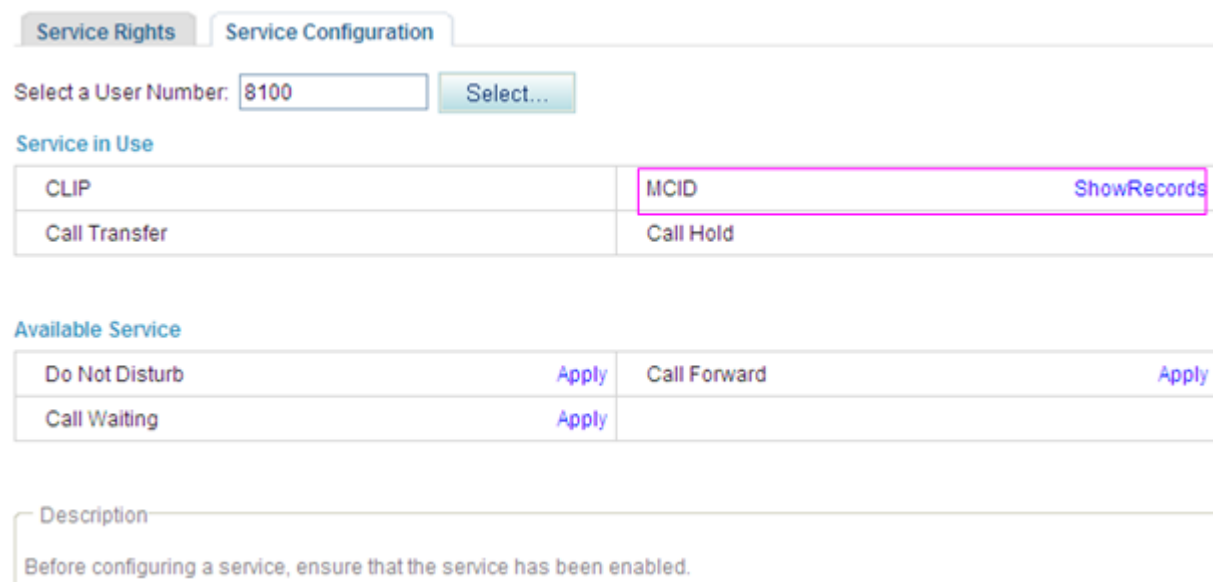 Service Rights Service Configuration
Select a User Number: 8100 Select...
Service in Use
CLIP MCID ShowRecords
Call Transfer Call Hold
Available Service
Do Not Disturb Apply Call Forward Apply
Call Waiting Apply
Description
Before configuring a service, ensure that the service has been enabled.